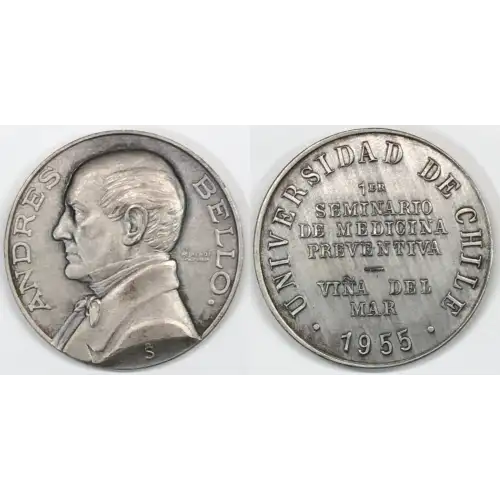 ANDRES BELLO.
S
· UNIVERSIDAD DE CHILE ·
1ER
SEMINARIO
DE MEDICINA
PREVENTIVA
VIÑA DEL
MAR
1955